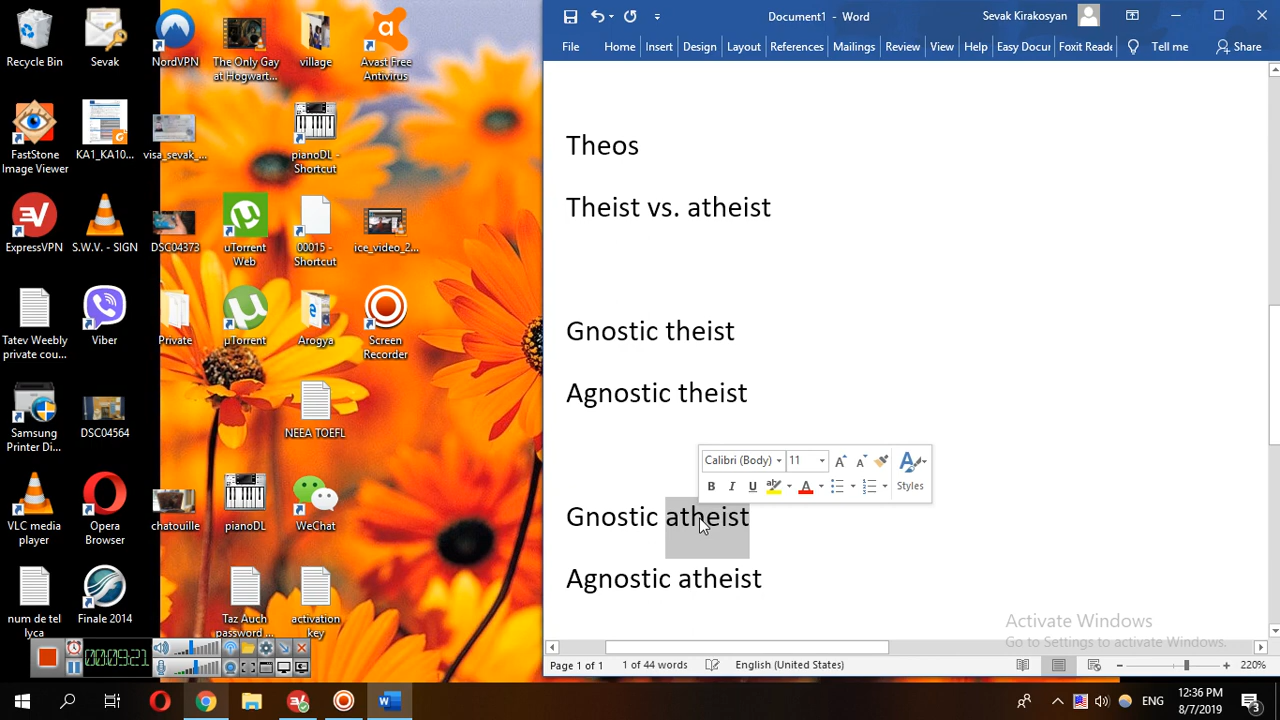 Document1 - Word
Sevak Kirakosyan
File Home Insert Design Layout References Mailings Review View Help Easy Docur Foxit Reade Tell me Share
Recycle Bin
Sevak
NordVPN
The Only Gay
at Hogwart...
village
Avast Free
Antivirus
FastStone
Image Viewer
KA1_KA10...
visa_sevak_...
pianoDL -
Shortcut
ExpressVPN
S.W.V. - SIGN
DSC04373
uTorrent
Web
00015 -
Shortcut
ice_video_2...
Tatev Weebly
private cou...
Viber
Private
µTorrent
Arogya
Screen
Recorder
Samsung
Printer Di...
DSC04564
NEEA TOEFL
VLC media
player
Opera
Browser
chatouille
pianoDL
WeChat
num de tel
lyca
Finale 2014
Taz Auch
password ...
activation
key
00:03:21
Theos
Theist vs. atheist
Gnostic theist
Agnostic theist
Calibri (Body) 11
B I U ab A Styles
Gnostic atheist
Agnostic atheist
Activate Windows
Go to Settings to activate Windows.
Page 1 of 1 1 of 44 words English (United States) 220%
ENG
12:36 PM
8/7/2019
3